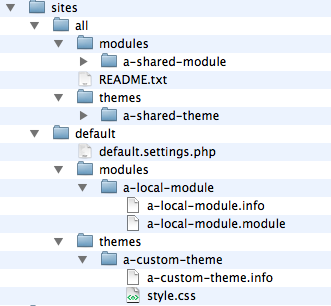 sites
all
modules
a-shared-module
README.txt
themes
a-shared-theme
default
default.settings.php
modules
a-local-module
a-local-module.info
a-local-module.module
themes
a-custom-theme
a-custom-theme.info
style.css